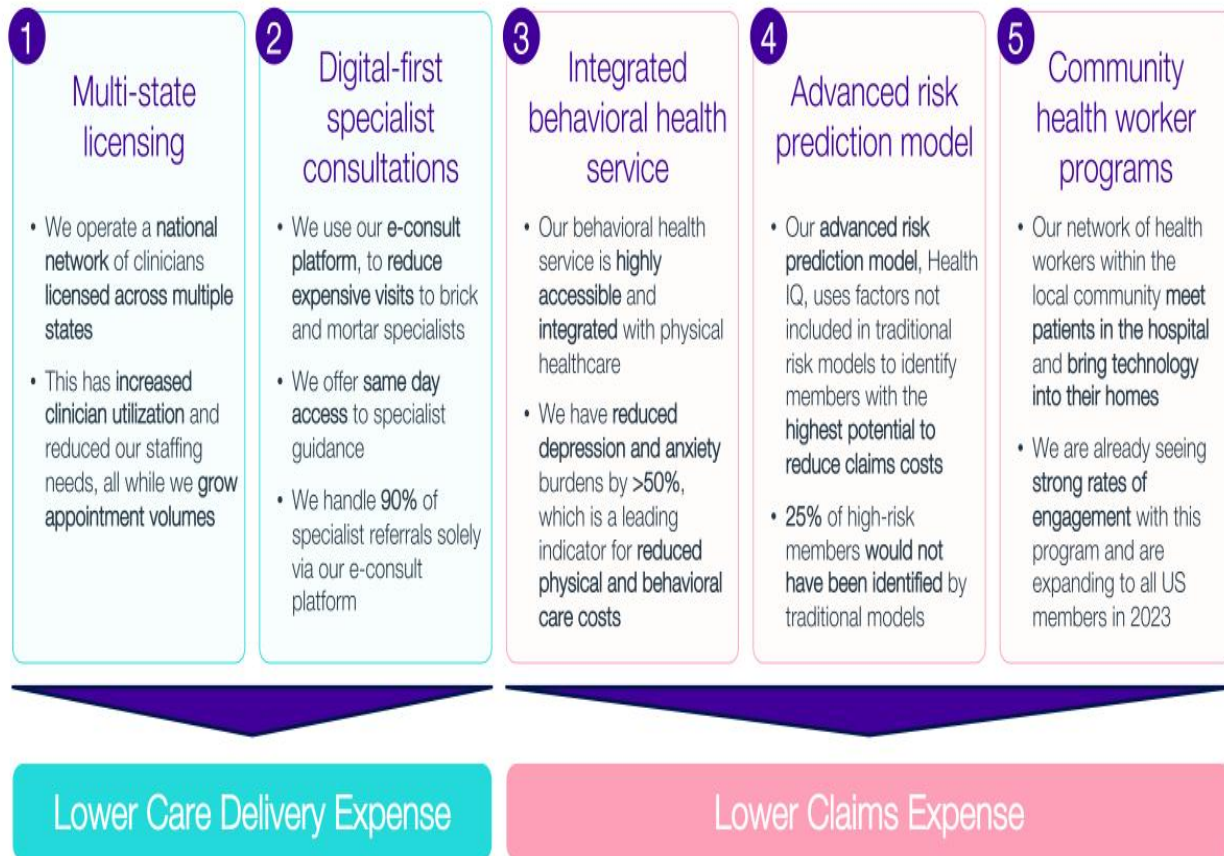 1
Multi-state
licensing
• We operate a national
network of clinicians
licensed across multiple
states
• This has increased
clinician utilization and
reduced our staffing
needs, all while we grow
appointment volumes
2
Digital-first
specialist
consultations
• We use our e-consult
platform, to reduce
expensive visits to brick
and mortar specialists
• We offer same day
access to specialist
guidance
• We handle 90% of
specialist referrals solely
via our e-consult
platform
3
Integrated
behavioral health
service
• Our behavioral health
service is highly
accessible and
integrated with physical
healthcare
• We have reduced
depression and anxiety
burdens by >50%,
which is a leading
indicator for reduced
physical and behavioral
care costs
4
Advanced risk
prediction model
• Our advanced risk
prediction model, Health
IQ, uses factors not
included in traditional
risk models to identify
members with the
highest potential to
reduce claims costs
• 25% of high-risk
members would not
have been identified by
traditional models
5
Community
health worker
programs
• Our network of health
workers within the
local community meet
patients in the hospital
and bring technology
into their homes
• We are already seeing
strong rates of
engagement with this
program and are
expanding to all US
members in 2023
Lower Care Delivery Expense
Lower Claims Expense